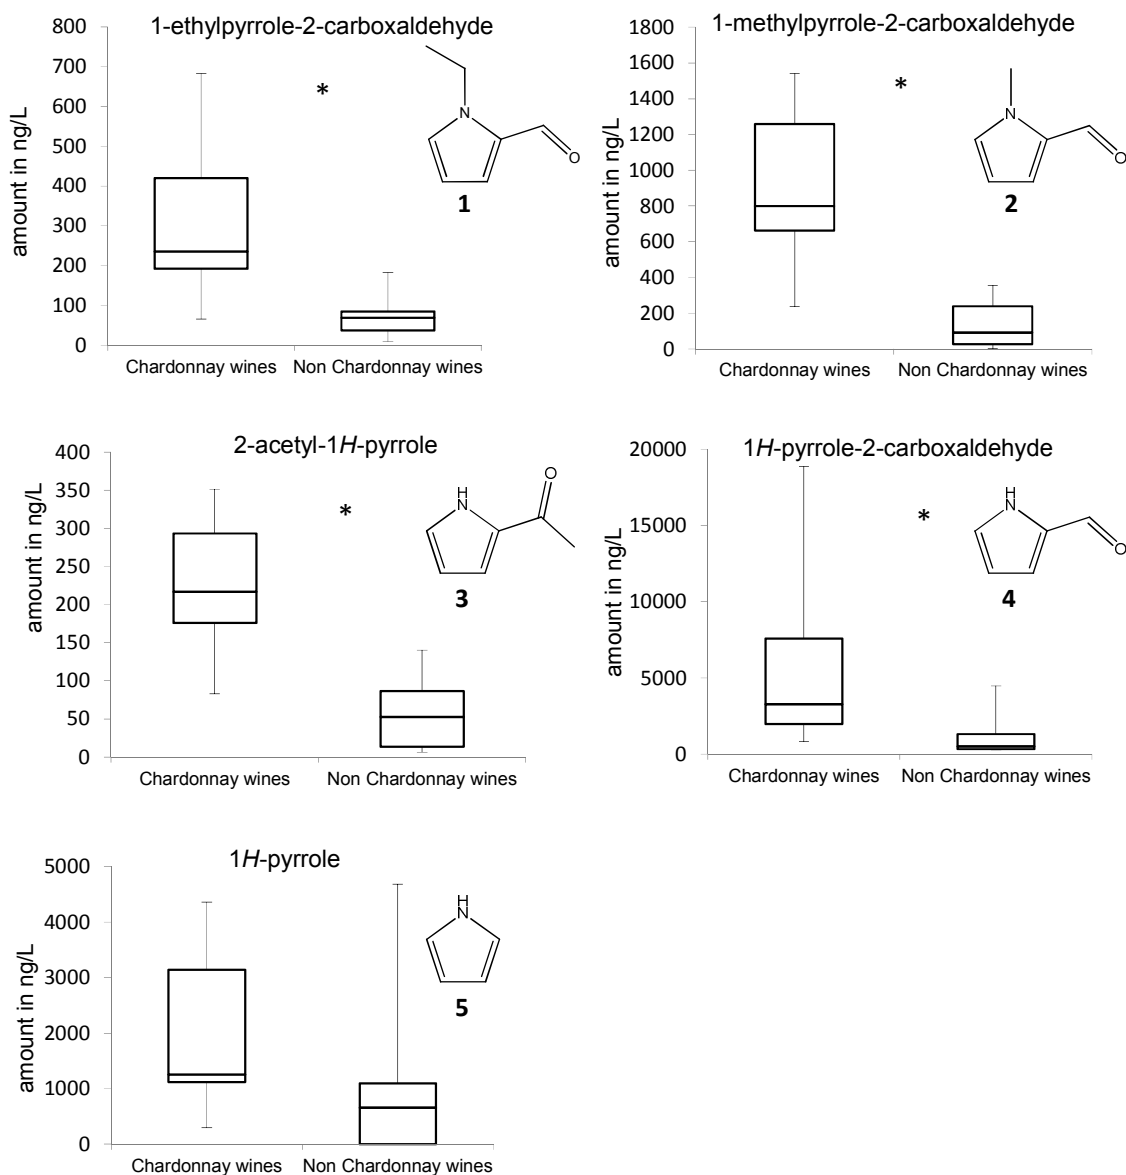 1-ethylpyrrole-2-carboxaldehyde
amount in ng/L
800
700
600
500
400
300
200
100
0
*
N
O
1
Chardonnay wines
Non Chardonnay wines
1-methylpyrrole-2-carboxaldehyde
amount in ng/L
1800
1600
1400
1200
1000
800
600
400
200
0
*
N
O
2
Chardonnay wines
Non Chardonnay wines
2-acetyl-1H-pyrrole
amount in ng/L
400
350
300
250
200
150
100
50
0
*
H
N
O
3
Chardonnay wines
Non Chardonnay wines
1H-pyrrole-2-carboxaldehyde
amount in ng/L
20000
15000
10000
5000
0
*
H
N
O
4
Chardonnay wines
Non Chardonnay wines
1H-pyrrole
amount in ng/L
5000
4000
3000
2000
1000
0
H
N
5
Chardonnay wines
Non Chardonnay wines